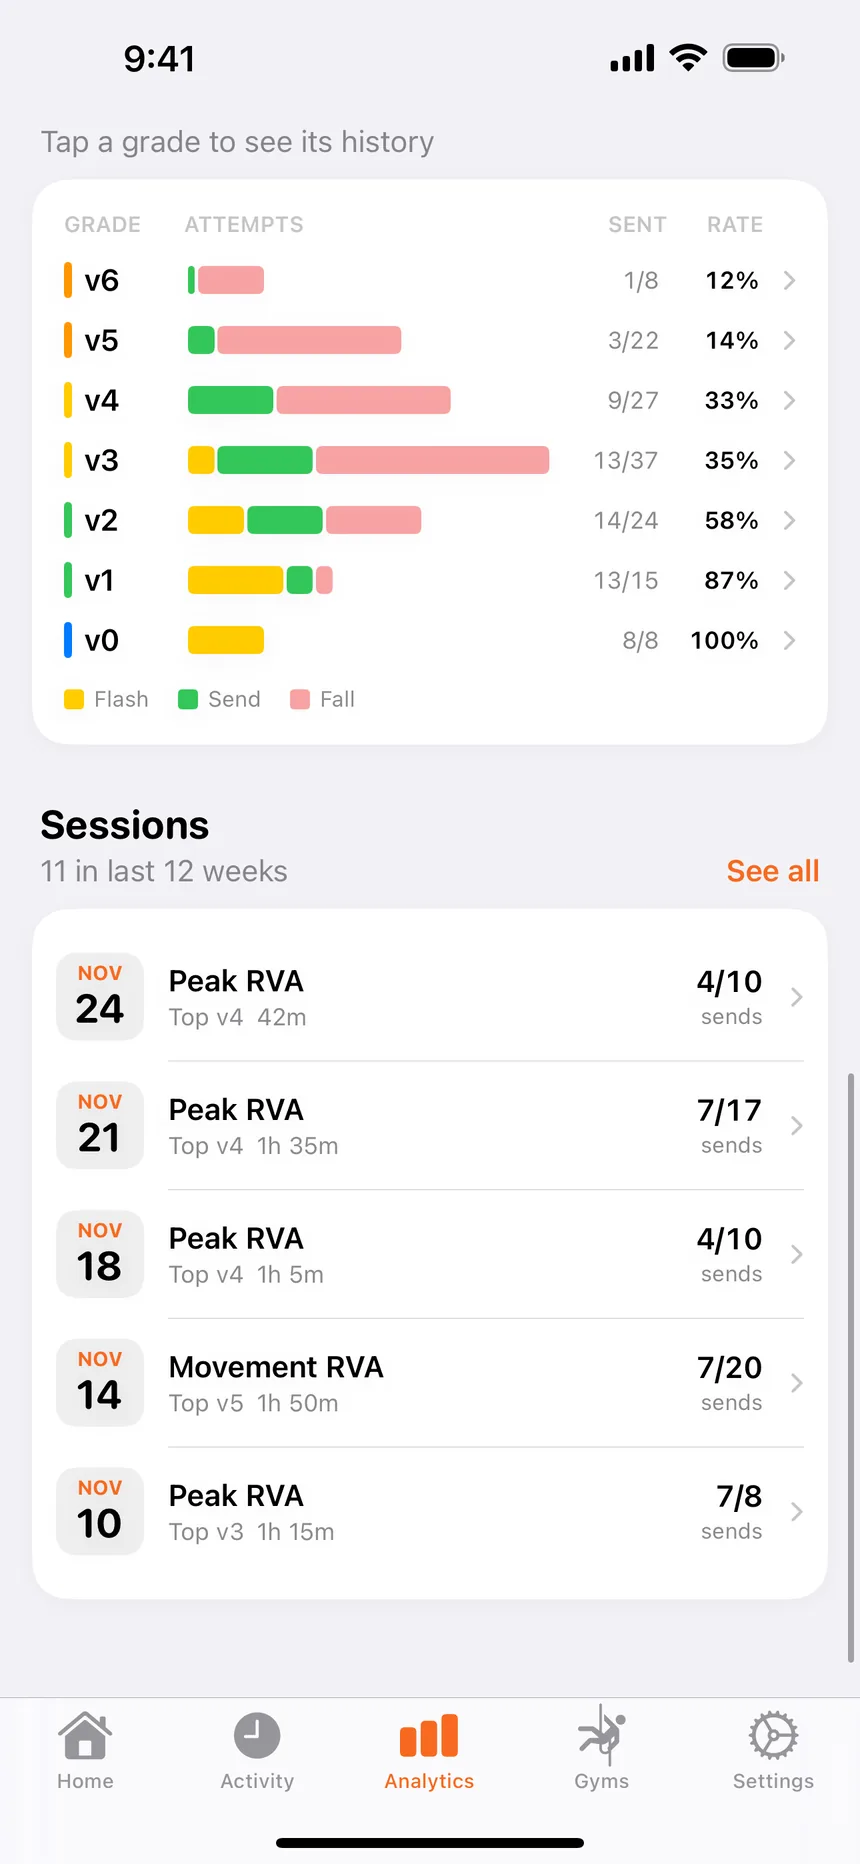 9:41
Tap a grade to see its history
GRADE ATTEMPTS SENT RATE
v6 1/8 12%
v5 3/22 14%
v4 9/27 33%
v3 13/37 35%
v2 14/24 58%
v1 13/15 87%
v0 8/8 100%
Flash Send Fall
Sessions
11 in last 12 weeks See all
NOV 24
Peak RVA
Top v4 42m
4/10
sends
NOV 21
Peak RVA
Top v4 1h 35m
7/17
sends
NOV 18
Peak RVA
Top v4 1h 5m
4/10
sends
NOV 14
Movement RVA
Top v5 1h 50m
7/20
sends
NOV 10
Peak RVA
Top v3 1h 15m
7/8
sends
Home Activity Analytics Gyms Settings